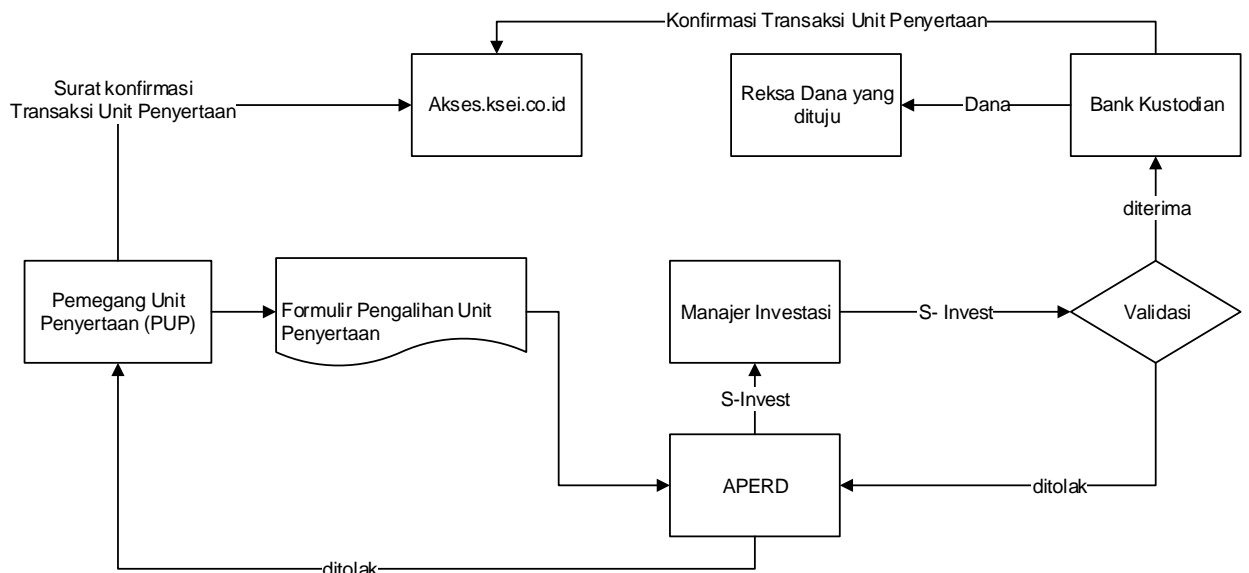 Konfirmasi Transaksi Unit Penyertaan
Surat konfirmasi
Transaksi Unit Penyertaan
Akses.ksei.co.id
Reksa Dana yang
dituju
Dana
Bank Kustodian
diterima
Pemegang Unit
Penyertaan (PUP)
Formulir Pengalihan Unit
Penyertaan
Manajer Investasi
S- Invest
Validasi
S-Invest
APERD
ditolak
ditolak